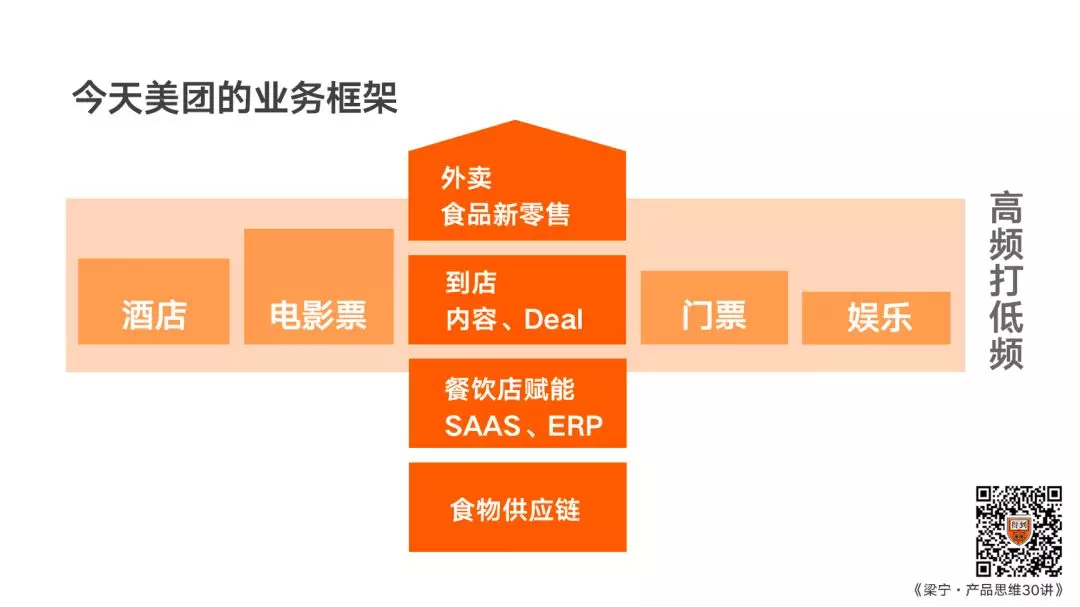 今天美团的业务框架
外卖
食品新零售
到店
内容、Deal
酒店
电影票
门票
娱乐
餐饮店赋能
SAAS、ERP
食物供应链
高频打低频
得到
《梁宁·产品思维30讲》